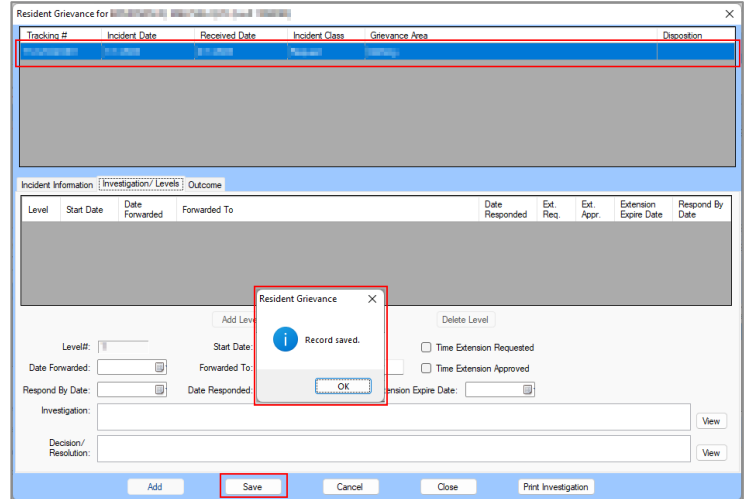 Resident Grievance for
Tracking # Incident Date Received Date Incident Class Grievance Area Disposition
Incident Information Investigation/ Levels Outcome
Level Start Date Date Forwarded Forwarded To Date Responded Ext. Req. Ext. Appr. Extension Expire Date Respond By Date
Resident Grievance
Record saved.
OK
Add Delete Level
Level#: Start Date: Time Extension Requested
Date Forwarded: Forwarded To: Time Extension Approved
Respond By Date: Date Responded: Expire Date:
Investigation: View
Decision/
Resolution: View
Add Save Cancel Close Print Investigation